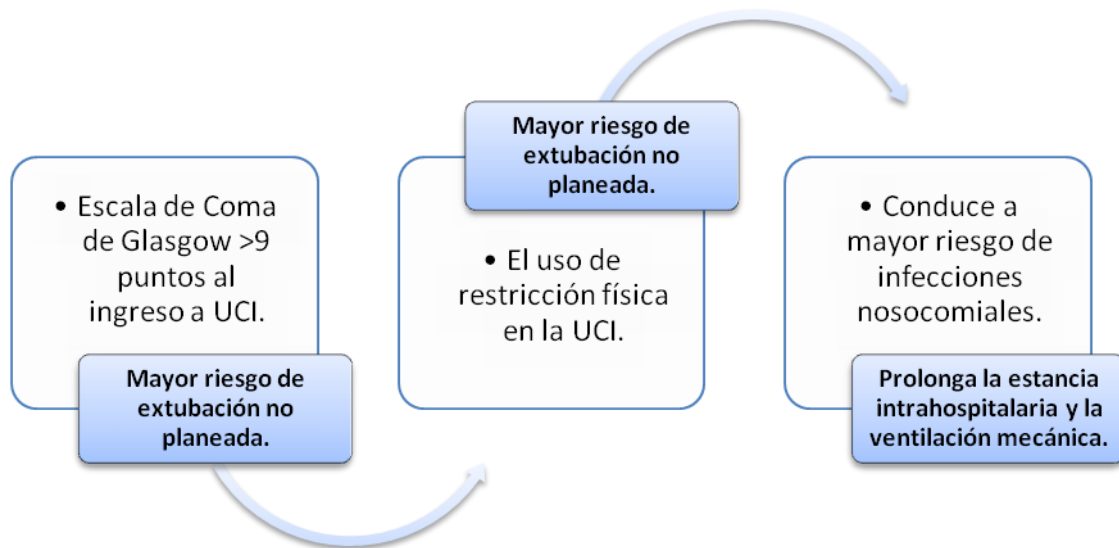 • Escala de Coma
de Glasgow >9
puntos al
ingreso a UCI.
Mayor riesgo de
extubación no
planeada.
Mayor riesgo de
extubación no
planeada.
• El uso de
restricción física
en la UCI.
• Conduce a
mayor riesgo de
infecciones
nosocomiales.
Prolonga la estancia
intrahospitalaria y la
ventilación mecánica.